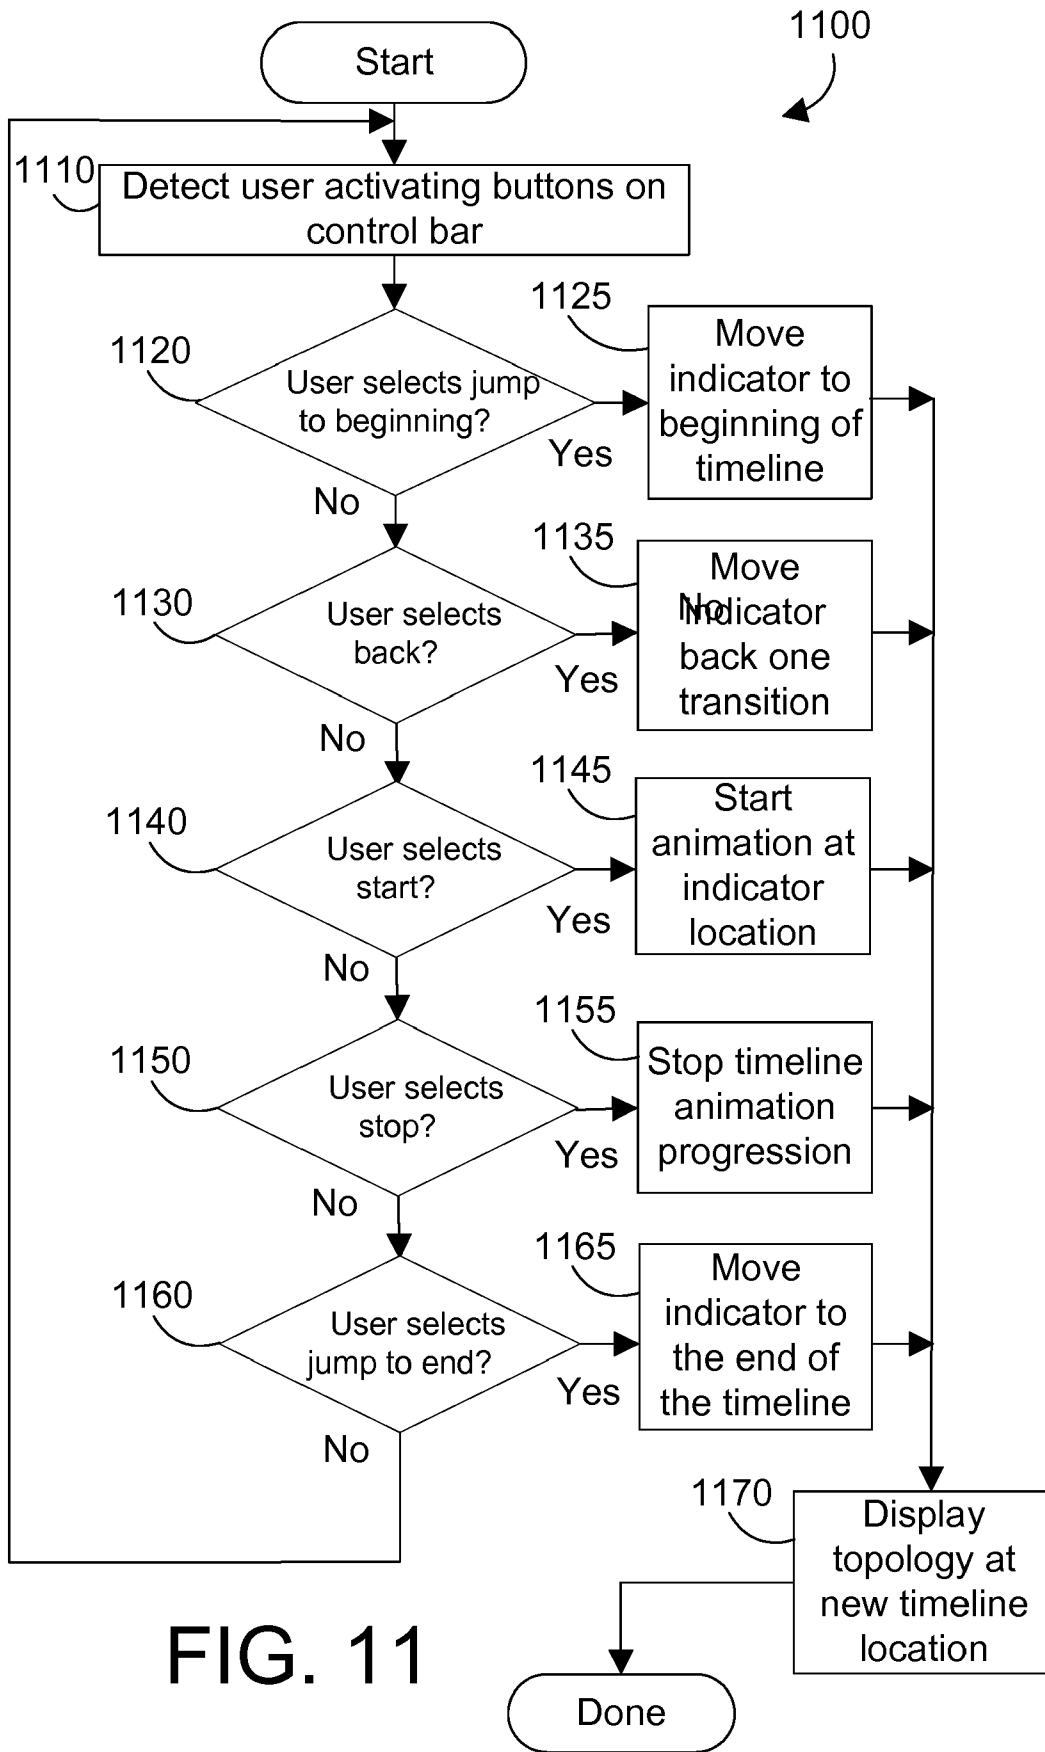 1100
Start
1110
Detect user activating buttons on
control bar
1120
User selects jump
to beginning?
Yes
No
1125
Move
indicator to
beginning of
timeline
1130
User selects
back?
Yes
No
1135
Move
No
indicator
back one
transition
1140
User selects
start?
Yes
No
1145
Start
animation at
indicator
location
1150
User selects
stop?
Yes
No
1155
Stop timeline
animation
progression
1160
User selects
jump to end?
Yes
No
1165
Move
indicator to
the end of
the timeline
1170
Display
topology at
new timeline
location
Done
FIG. 11